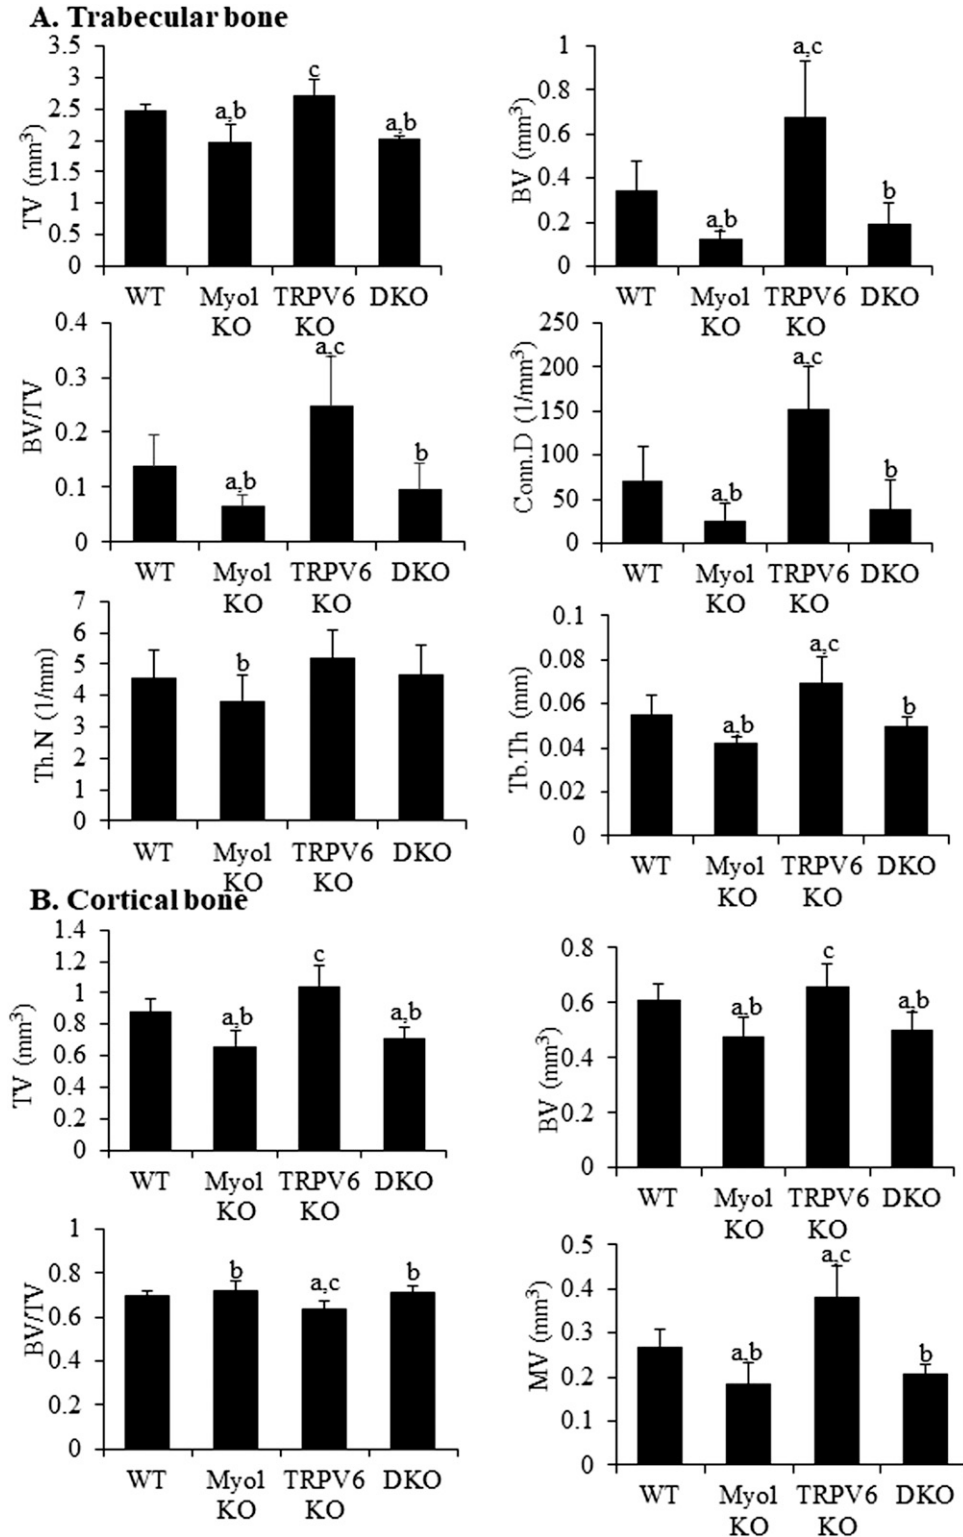 A. Trabecular bone
3.5
3
2.5
2
1.5
1
0.5
0
TV (mm³)
a,b
c
a,b
WT
Myo1
KO
TRPV6
KO
DKO
1
0.8
0.6
0.4
0.2
0
BV (mm³)
a,b
a,c
b
WT
Myo1
KO
TRPV6
KO
DKO
0.4
0.3
0.2
0.1
0
BV/TV
a,b
a,c
b
WT
Myo1
KO
TRPV6
KO
DKO
250
200
150
100
50
0
Conn.D (1/mm³)
a,b
a,c
b
WT
Myo1
KO
TRPV6
KO
DKO
7
6
5
4
3
2
1
0
Th.N (1/mm)
b
WT
Myo1
KO
TRPV6
KO
DKO
0.1
0.08
0.06
0.04
0.02
0
Tb.Th (mm)
a,b
a,c
b
WT
Myo1
KO
TRPV6
KO
DKO
B. Cortical bone
1.4
1.2
1
0.8
0.6
0.4
0.2
0
TV (mm³)
a,b
c
a,b
WT
Myo1
KO
TRPV6
KO
DKO
0.8
0.6
0.4
0.2
0
BV (mm³)
a,b
c
a,b
WT
Myo1
KO
TRPV6
KO
DKO
1
0.8
0.6
0.4
0.2
0
BV/TV
b
a,c
b
WT
Myo1
KO
TRPV6
KO
DKO
0.5
0.4
0.3
0.2
0.1
0
MV (mm³)
a,b
a,c
b
WT
Myo1
KO
TRPV6
KO
DKO